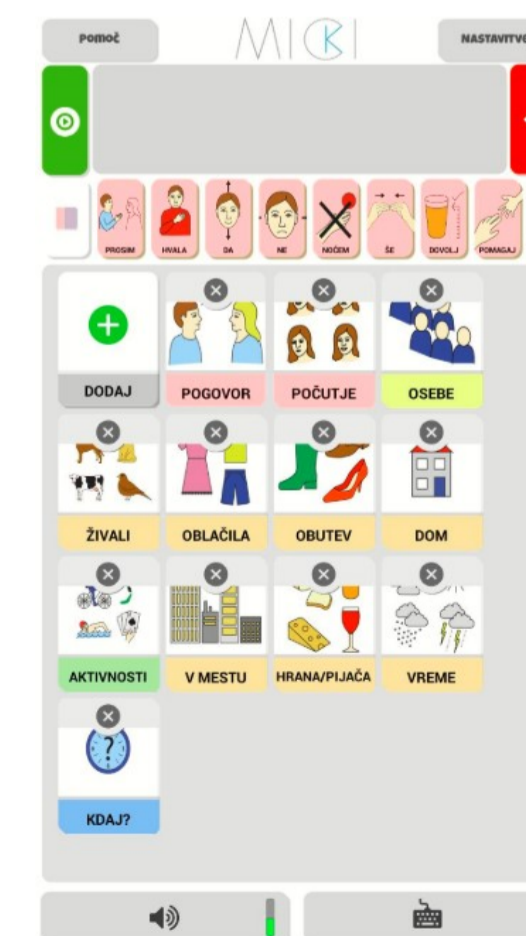 POMOČ
MICKI
NASTAVITVE
PROSIM
HVALA
DA
NE
NOČEM
ŠE
DOVOLJ
POMAGAJ
DODAJ
POGOVOR
POČUTJE
OSEBE
ŽIVALI
OBLAČILA
OBUTEV
DOM
AKTIVNOSTI
V MESTU
HRANA/PIJAČA
VREME
?
KDAJ?